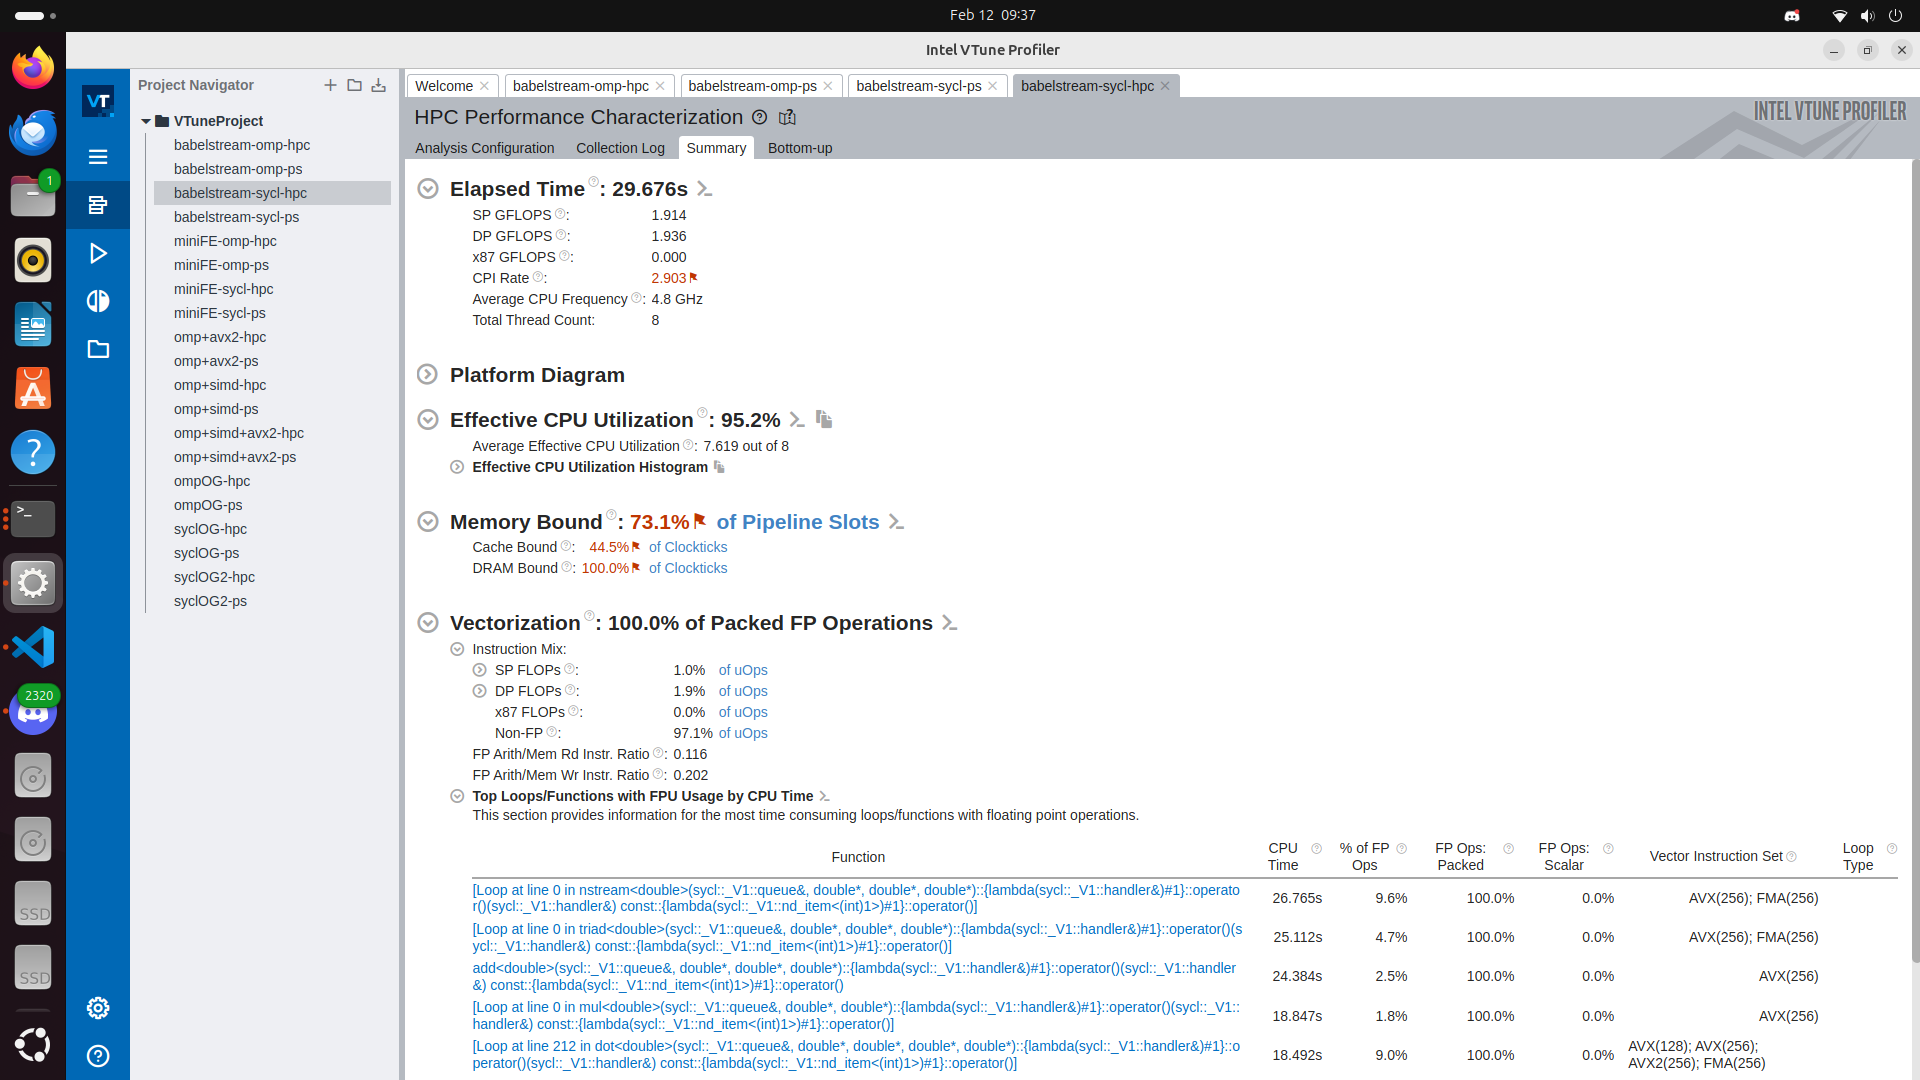 Feb 12 09:37
Intel VTune Profiler
1
2320
SSD
SSD
VT
Project Navigator
VTuneProject
babelstream-omp-hpc
babelstream-omp-ps
babelstream-sycl-hpc
babelstream-sycl-ps
miniFE-omp-hpc
miniFE-omp-ps
miniFE-sycl-hpc
miniFE-sycl-ps
omp+avx2-hpc
omp+avx2-ps
omp+simd-hpc
omp+simd-ps
omp+simd+avx2-hpc
omp+simd+avx2-ps
ompOG-hpc
ompOG-ps
syclOG-hpc
syclOG-ps
syclOG2-hpc
syclOG2-ps
Welcome babelstream-omp-hpc babelstream-omp-ps babelstream-sycl-ps babelstream-sycl-hpc
HPC Performance Characterization
INTEL VTUNE PROFILER
Analysis Configuration Collection Log Summary Bottom-up
Elapsed Time : 29.676s
SP GFLOPS : 1.914
DP GFLOPS : 1.936
x87 GFLOPS : 0.000
CPI Rate : 2.903
Average CPU Frequency : 4.8 GHz
Total Thread Count: 8
Platform Diagram
Effective CPU Utilization : 95.2%
Average Effective CPU Utilization : 7.619 out of 8
Effective CPU Utilization Histogram
Memory Bound : 73.1% of Pipeline Slots
Cache Bound : 44.5% of Clockticks
DRAM Bound : 100.0% of Clockticks
Vectorization : 100.0% of Packed FP Operations
Instruction Mix:
SP FLOPs : 1.0% of uOps
DP FLOPs : 1.9% of uOps
x87 FLOPs : 0.0% of uOps
Non-FP : 97.1% of uOps
FP Arith/Mem Rd Instr. Ratio : 0.116
FP Arith/Mem Wr Instr. Ratio : 0.202
Top Loops/Functions with FPU Usage by CPU Time
This section provides information for the most time consuming loops/functions with floating point operations.
Function CPU Time % of FP Ops FP Ops: Packed FP Ops: Scalar Vector Instruction Set Loop Type
[Loop at line 0 in nstream<double>(sycl::_V1::queue&, double*, double*, double*)::{lambda(sycl::_V1::handler&)#1}::operato
r()(sycl::_V1::handler&) const::{lambda(sycl::_V1::nd_item<(int)1>)#1}::operator()]
26.765s 9.6% 100.0% 0.0% AVX(256); FMA(256)
[Loop at line 0 in triad<double>(sycl::_V1::queue&, double*, double*, double*)::{lambda(sycl::_V1::handler&)#1}::operator()(s
ycl::_V1::handler&) const::{lambda(sycl::_V1::nd_item<(int)1>)#1}::operator()]
25.112s 4.7% 100.0% 0.0% AVX(256); FMA(256)
add<double>(sycl::_V1::queue&, double*, double*, double*)::{lambda(sycl::_V1::handler&)#1}::operator()(sycl::_V1::handler
&) const::{lambda(sycl::_V1::nd_item<(int)1>)#1}::operator()
24.384s 2.5% 100.0% 0.0% AVX(256)
[Loop at line 0 in mul<double>(sycl::_V1::queue&, double*, double*)::{lambda(sycl::_V1::handler&)#1}::operator()(sycl::_V1::
handler&) const::{lambda(sycl::_V1::nd_item<(int)1>)#1}::operator()]
18.847s 1.8% 100.0% 0.0% AVX(256)
[Loop at line 212 in dot<double>(sycl::_V1::queue&, double*, double*, double*, double*)::{lambda(sycl::_V1::handler&)#1}::o
perator()(sycl::_V1::handler&) const::{lambda(sycl::_V1::nd_item<(int)1>)#1}::operator()]
18.492s 9.0% 100.0% 0.0% AVX(128); AVX(256);
AVX2(256); FMA(256)